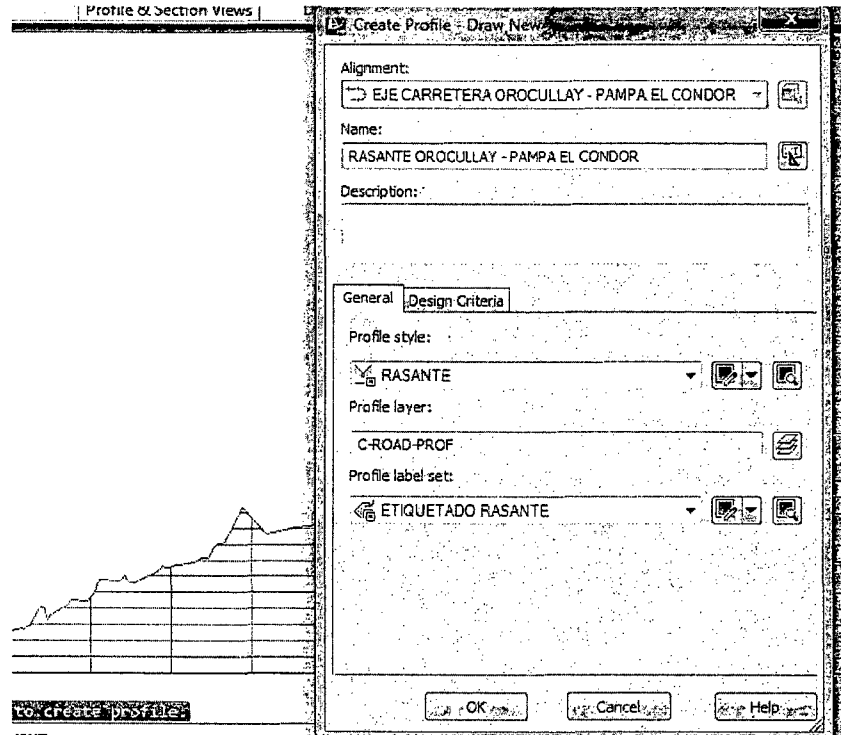 Profile & Section Views
Create Profile - Draw New
Alignment:
EJE CARRETERA OROCULLAY - PAMPA EL CONDOR
Name:
RASANTE OROCULLAY - PAMPA EL CONDOR
Description:
General
Design Criteria
Profile style:
RASANTE
Profile layer:
C-ROAD-PROF
Profile label set:
ETIQUETADO RASANTE
to create profile:
OK
Cancel
Help